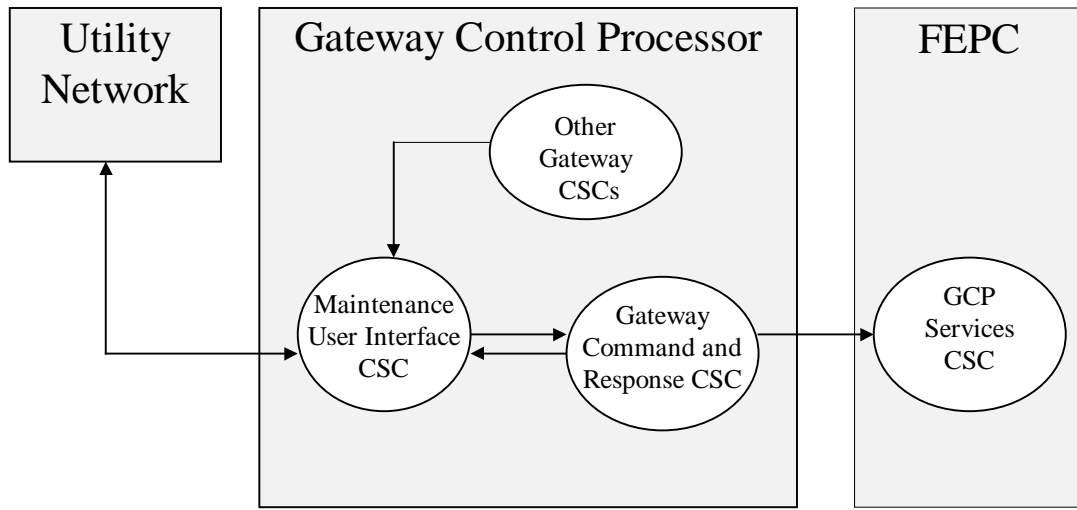 Utility
Network
Gateway Control Processor
FEPC
Other
Gateway
CSCs
Maintenance
User Interface
CSC
Gateway
Command and
Response CSC
GCP
Services
CSC